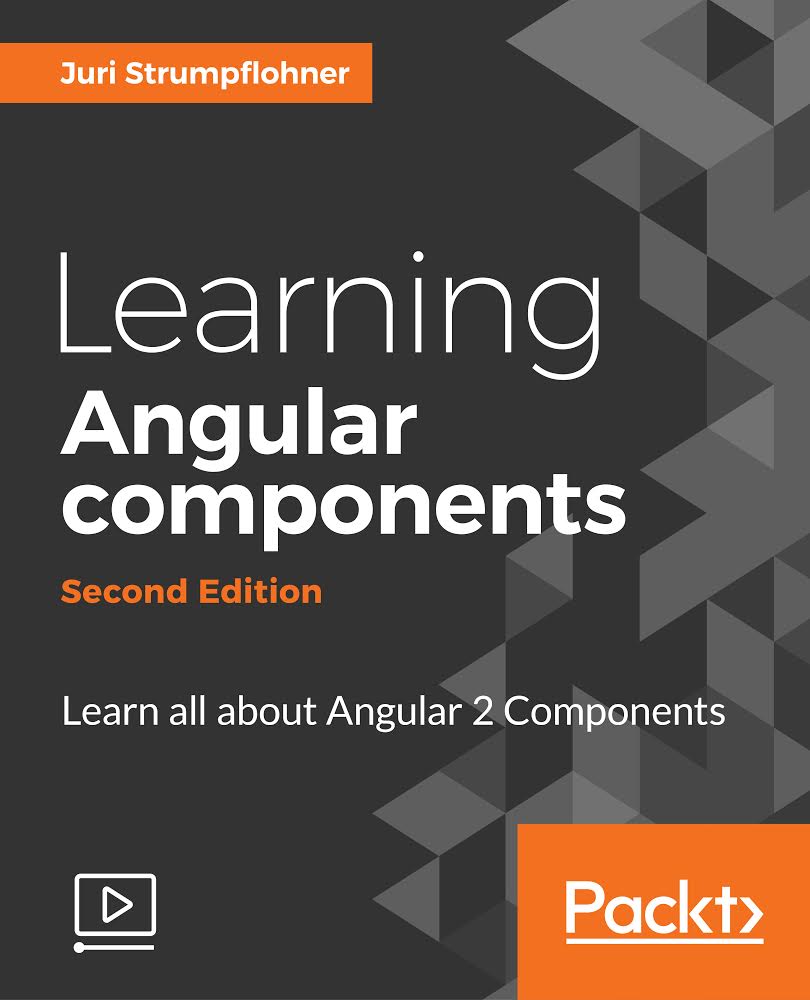 Juri Strumpflohner
Learning
Angular
components
Second Edition
Learn all about Angular 2 Components
Packt>